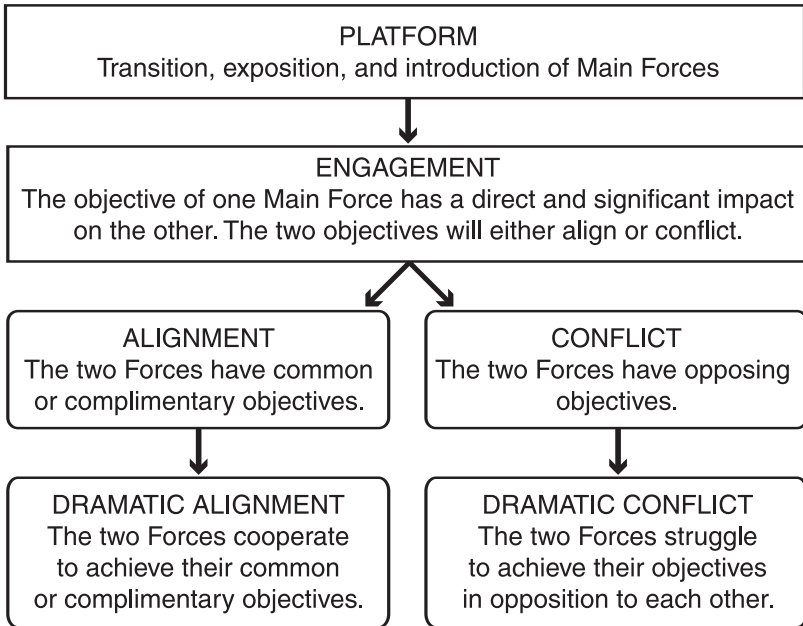 PLATFORM
Transition, exposition, and introduction of Main Forces
ENGAGEMENT
The objective of one Main Force has a direct and significant impact
on the other. The two objectives will either align or conflict.
ALIGNMENT
The two Forces have common
or complimentary objectives.
CONFLICT
The two Forces have opposing
objectives.
DRAMATIC ALIGNMENT
The two Forces cooperate
to achieve their common
or complimentary objectives.
DRAMATIC CONFLICT
The two Forces struggle
to achieve their objectives
in opposition to each other.